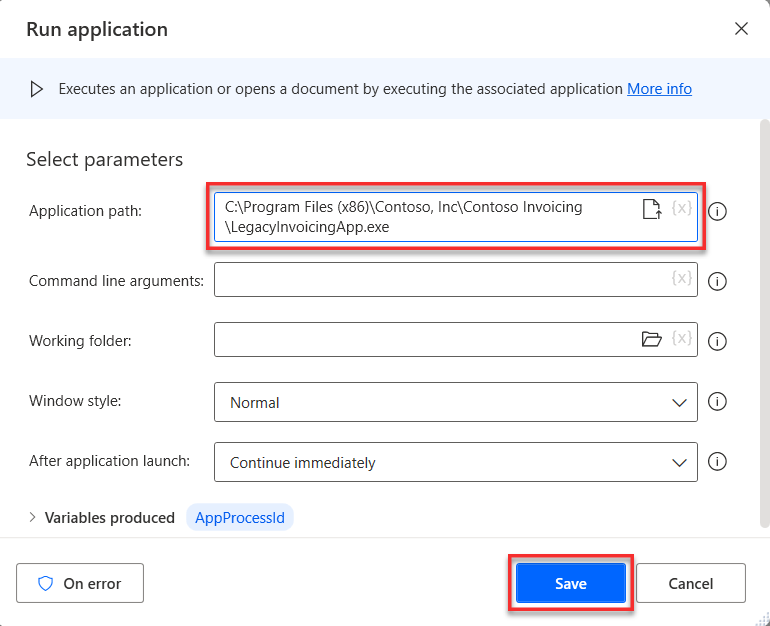 Run application
Executes an application or opens a document by executing the associated application More info
Select parameters
Application path:
C:\Program Files (x86)\Contoso, Inc\Contoso Invoicing
\LegacyInvoicingApp.exe
{x}
Command line arguments:
{x}
Working folder:
{x}
Window style:
Normal
After application launch:
Continue immediately
Variables produced AppProcessId
On error
Save
Cancel